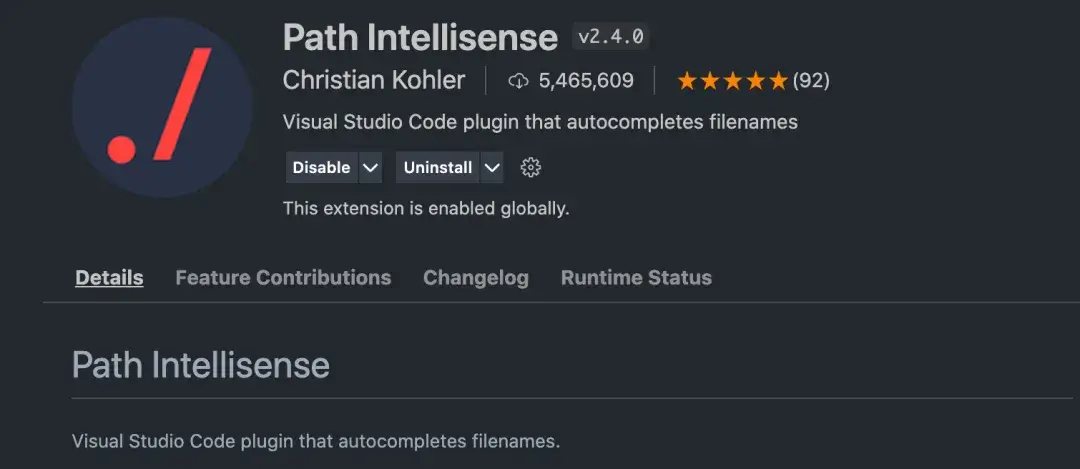 ./
Path Intellisense v2.4.0
Christian Kohler 5,465,609 (92)
Visual Studio Code plugin that autocompletes filenames
Disable Uninstall
This extension is enabled globally.
Details Feature Contributions Changelog Runtime Status
Path Intellisense
Visual Studio Code plugin that autocompletes filenames.